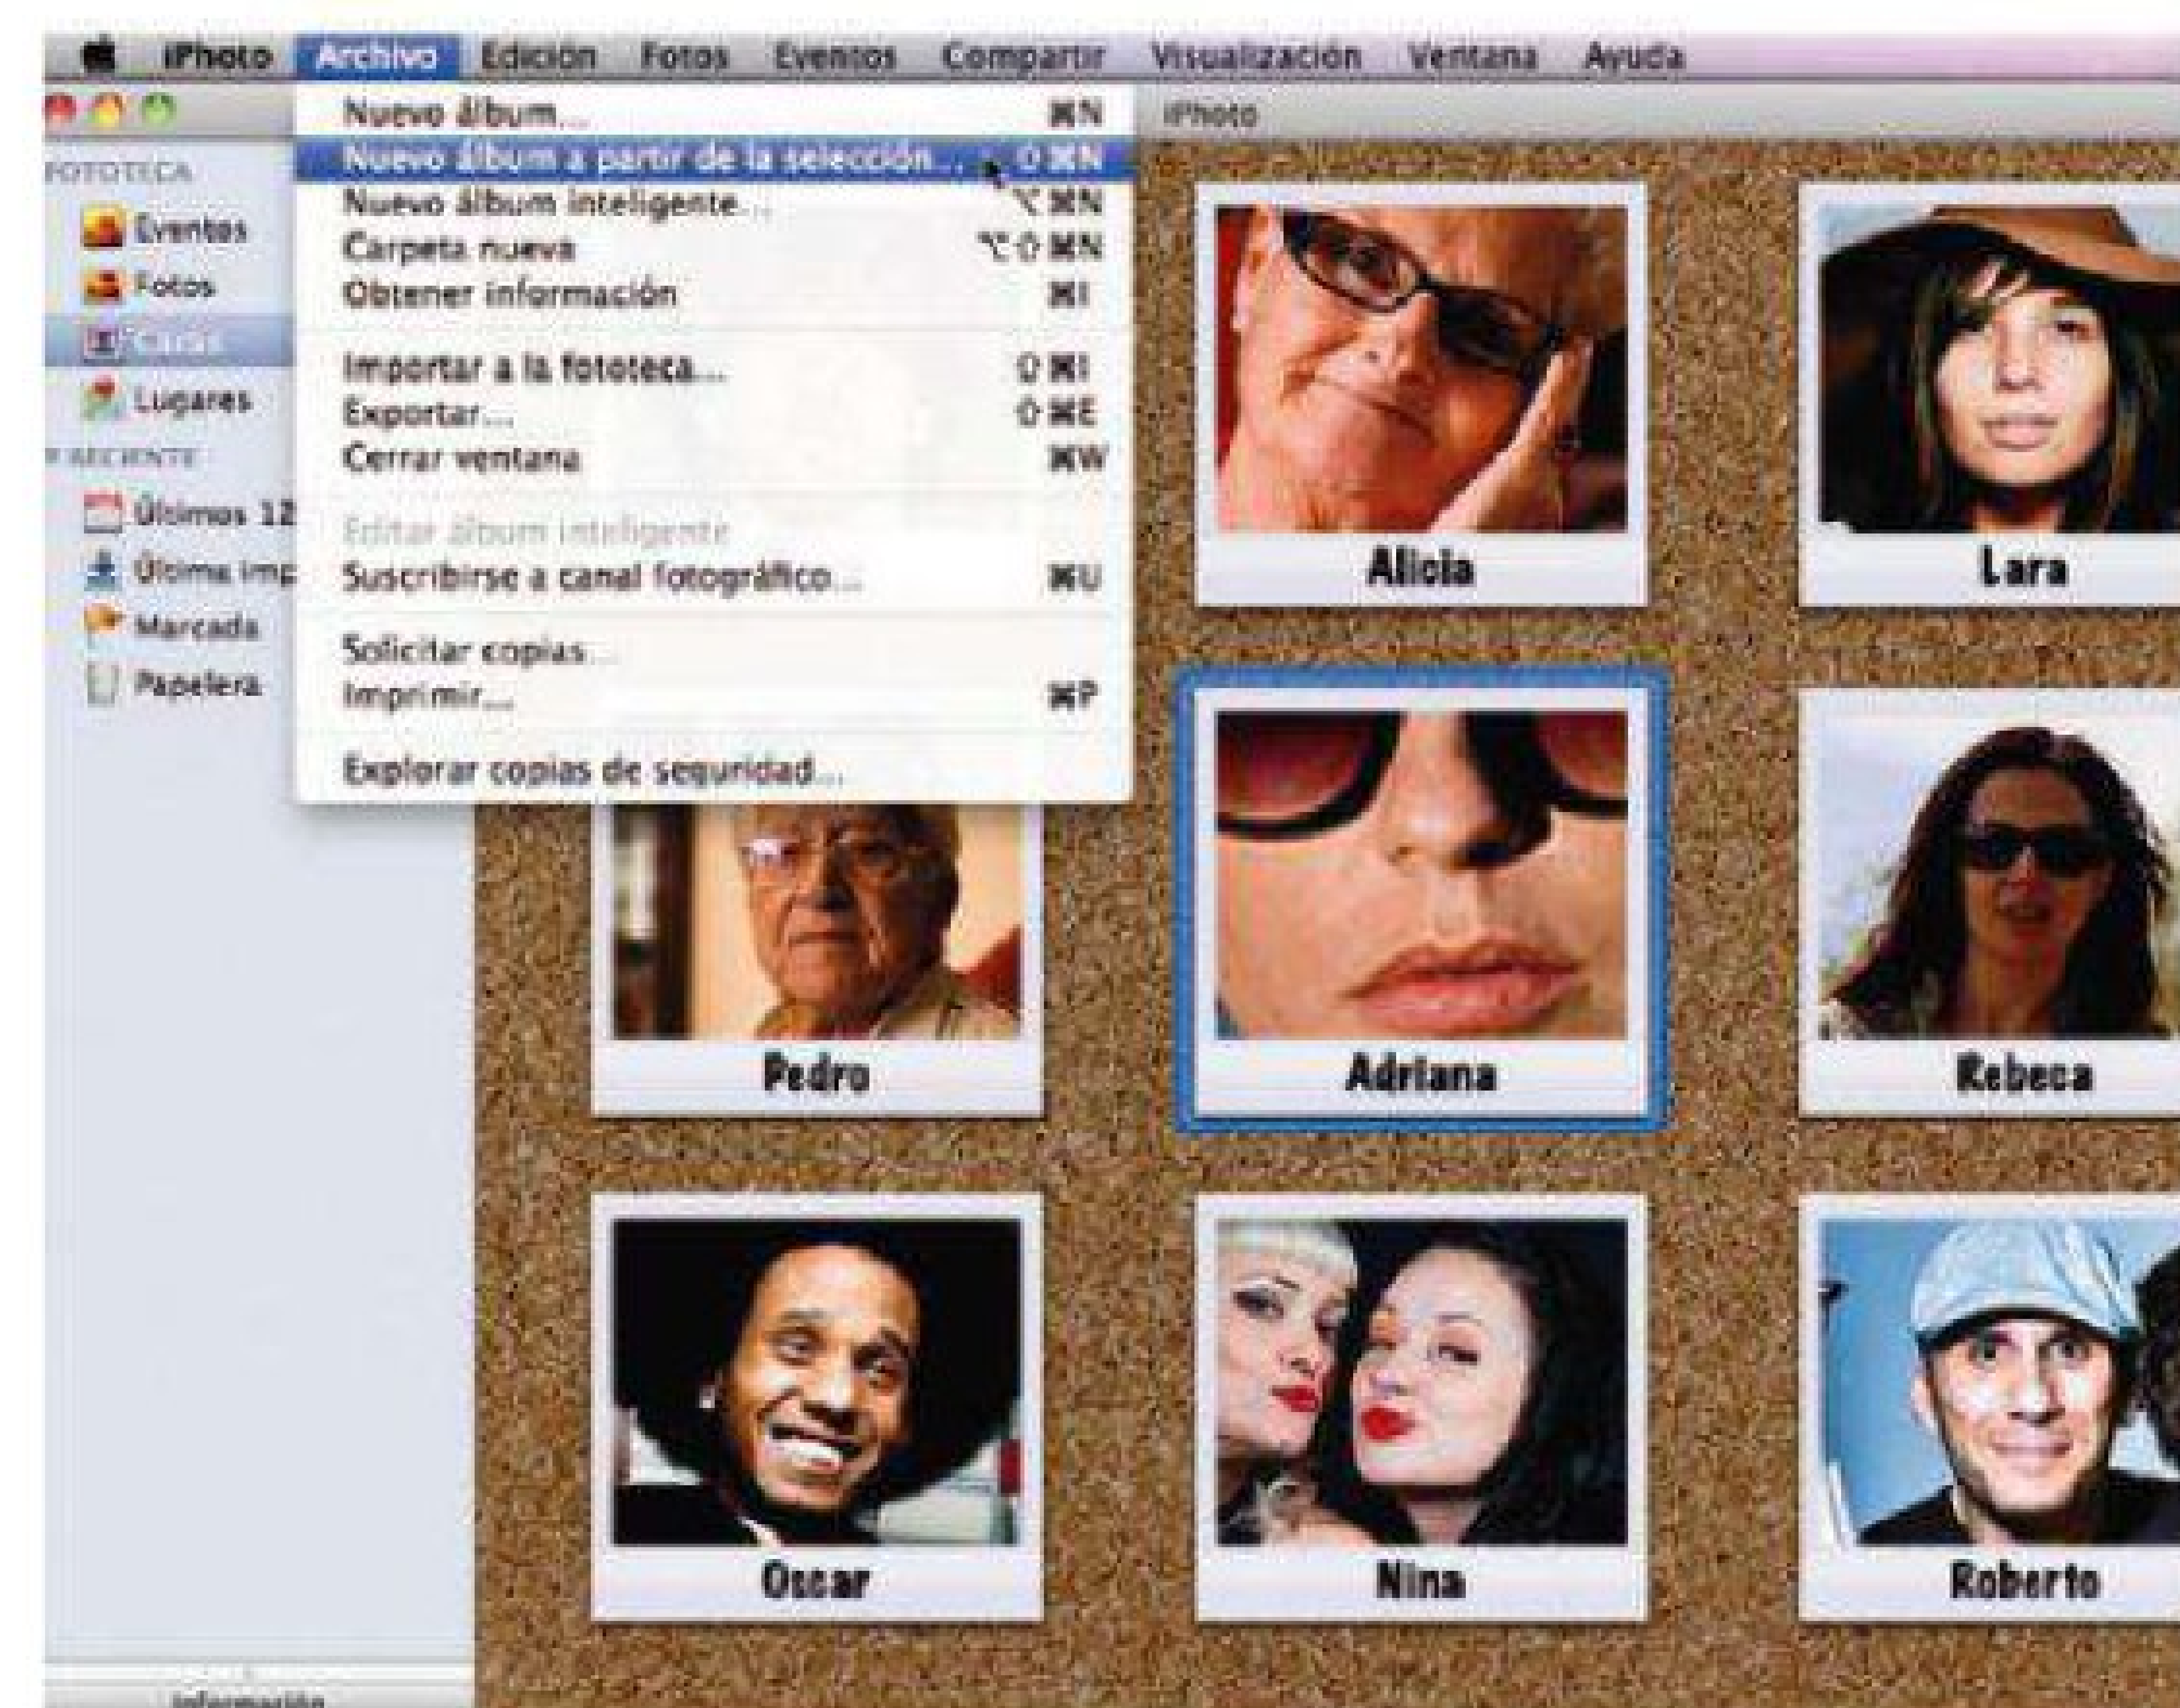 iPhoto Archivo Edición Fotos Eventos Compartir Visualización Ventana Ayuda
iPhoto
Nuevo álbum... ⌘N
Nuevo álbum a partir de la selección... ⇧⌘N
Nuevo álbum inteligente... ⌥⌘N
Carpeta nueva ⌥⇧⌘N
Obtener información ⌘I
Importar a la fototeca... ⇧⌘I
Exportar... ⇧⌘E
Cerrar ventana ⌘W
Editar álbum inteligente
Suscribirse a canal fotográfico... ⌘U
Solicitar copias...
Imprimir... ⌘P
Explorar copias de seguridad...
FOTOTECA
Eventos
Fotos
Caras
Lugares
RECIENTE
Últimos 12
Última imp
Marcada
Papelera
Alicia
Lara
Pedro
Adriana
Rebeca
Oscar
Nina
Roberto
información